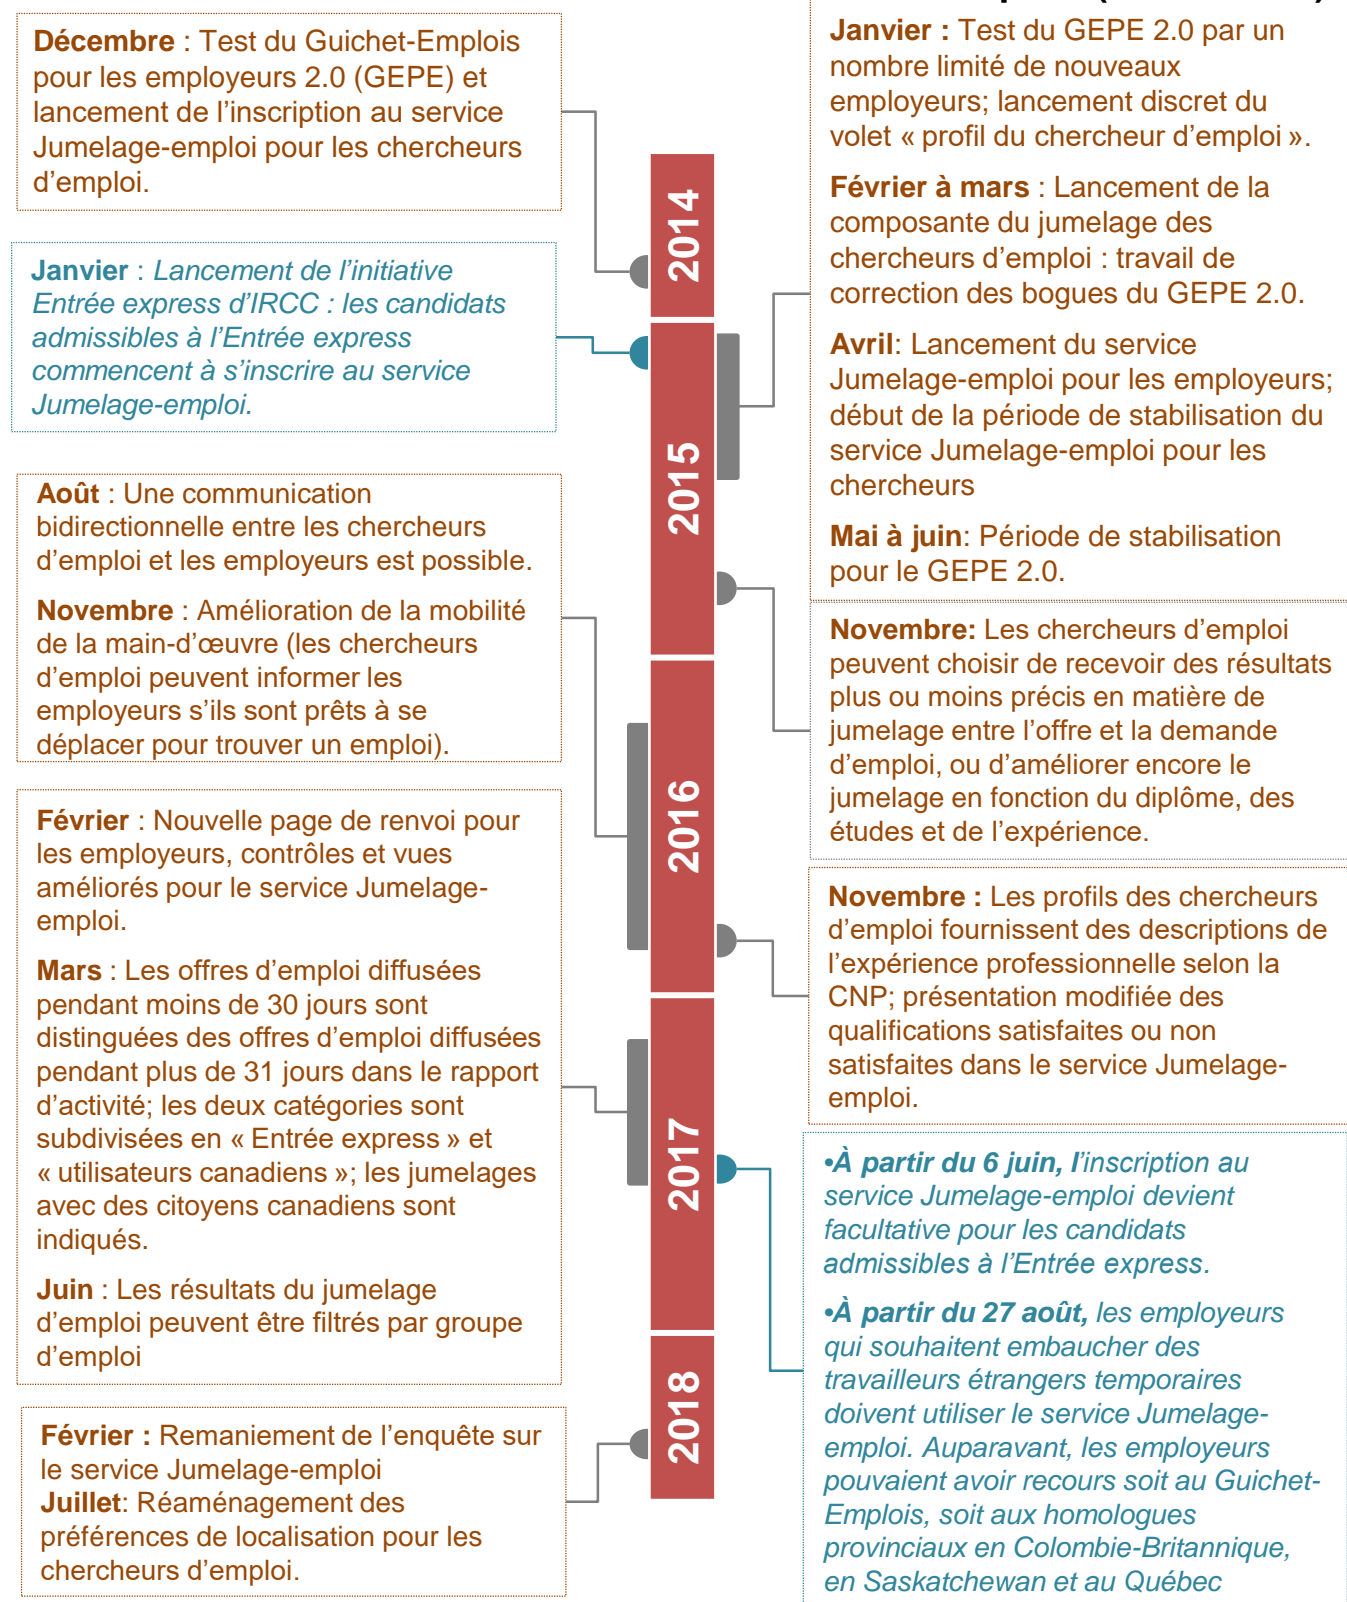 Décembre : Test du Guichet-Emplois
pour les employeurs 2.0 (GEPE) et
lancement de l'inscription au service
Jumelage-emploi pour les chercheurs
d'emploi.
Janvier : Lancement de l'initiative
Entrée express d'IRCC : les candidats
admissibles à l'Entrée express
commencent à s'inscrire au service
Jumelage-emploi.
Août : Une communication
bidirectionnelle entre les chercheurs
d'emploi et les employeurs est possible.
Novembre : Amélioration de la mobilité
de la main-d'œuvre (les chercheurs
d'emploi peuvent informer les
employeurs s'ils sont prêts à se
déplacer pour trouver un emploi).
Février : Nouvelle page de renvoi pour
les employeurs, contrôles et vues
améliorés pour le service Jumelage-
emploi.
Mars : Les offres d'emploi diffusées
pendant moins de 30 jours sont
distinguées des offres d'emploi diffusées
pendant plus de 31 jours dans le rapport
d'activité; les deux catégories sont
subdivisées en « Entrée express » et
« utilisateurs canadiens »; les jumelages
avec des citoyens canadiens sont
indiqués.
Juin : Les résultats du jumelage
d'emploi peuvent être filtrés par groupe
d'emploi
Février : Remaniement de l'enquête sur
le service Jumelage-emploi
Juillet: Réaménagement des
préférences de localisation pour les
chercheurs d'emploi.
2014
2015
2016
2017
2018
Janvier : Test du GEPE 2.0 par un
nombre limité de nouveaux
employeurs; lancement discret du
volet « profil du chercheur d'emploi ».
Février à mars : Lancement de la
composante du jumelage des
chercheurs d'emploi : travail de
correction des bogues du GEPE 2.0.
Avril: Lancement du service
Jumelage-emploi pour les employeurs;
début de la période de stabilisation du
service Jumelage-emploi pour les
chercheurs
Mai à juin: Période de stabilisation
pour le GEPE 2.0.
Novembre: Les chercheurs d'emploi
peuvent choisir de recevoir des résultats
plus ou moins précis en matière de
jumelage entre l'offre et la demande
d'emploi, ou d'améliorer encore le
jumelage en fonction du diplôme, des
études et de l'expérience.
Novembre : Les profils des chercheurs
d'emploi fournissent des descriptions de
l'expérience professionnelle selon la
CNP; présentation modifiée des
qualifications satisfaites ou non
satisfaites dans le service Jumelage-
emploi.
•À partir du 6 juin, l'inscription au
service Jumelage-emploi devient
facultative pour les candidats
admissibles à l'Entrée express.
•À partir du 27 août, les employeurs
qui souhaitent embaucher des
travailleurs étrangers temporaires
doivent utiliser le service Jumelage-
emploi. Auparavant, les employeurs
pouvaient avoir recours soit au Guichet-
Emplois, soit aux homologues
provinciaux en Colombie-Britannique,
en Saskatchewan et au Québec